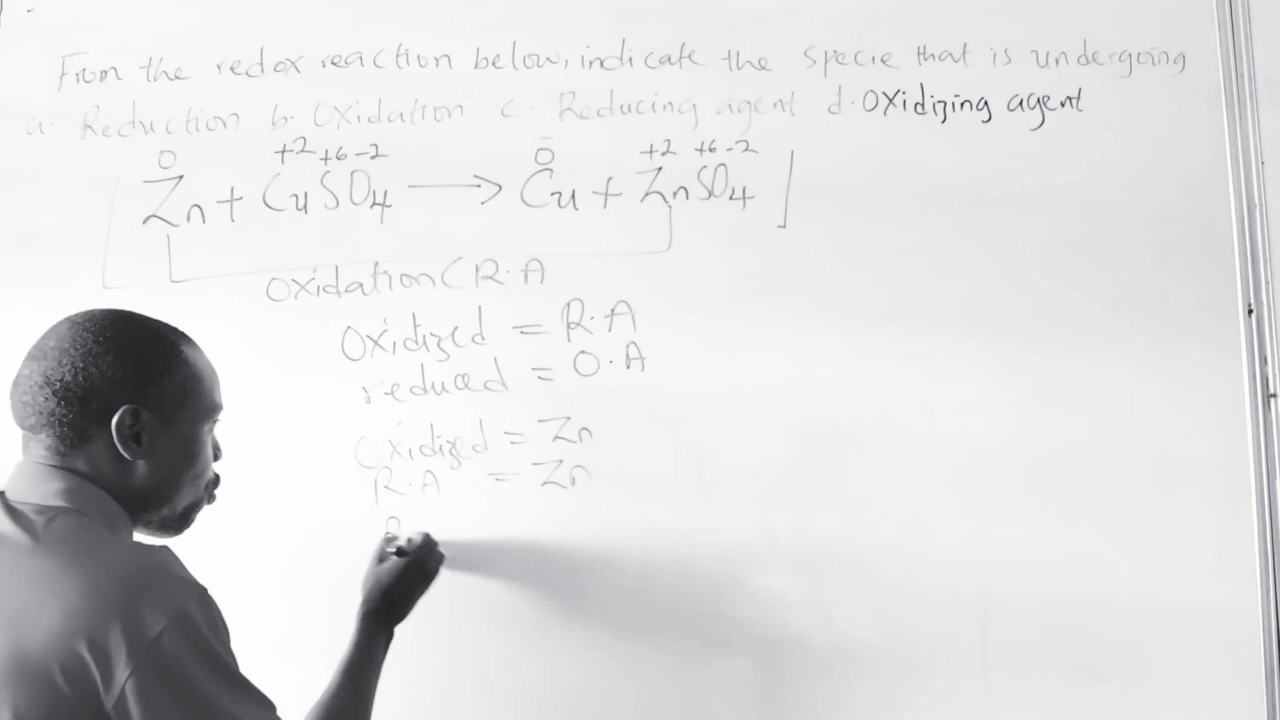 From the redox reaction below, indicate the specie that is undergoing
a. Reduction b. Oxidation c. Reducing agent d. Oxidizing agent
0 +2 +6 -2 0 +2 +6 -2
Zn + CuSO4 → Cu + ZnSO4
Oxidation (R.A
Oxidized = R.A
reduced = O.A
Oxidized = Zn
R.A = Zn